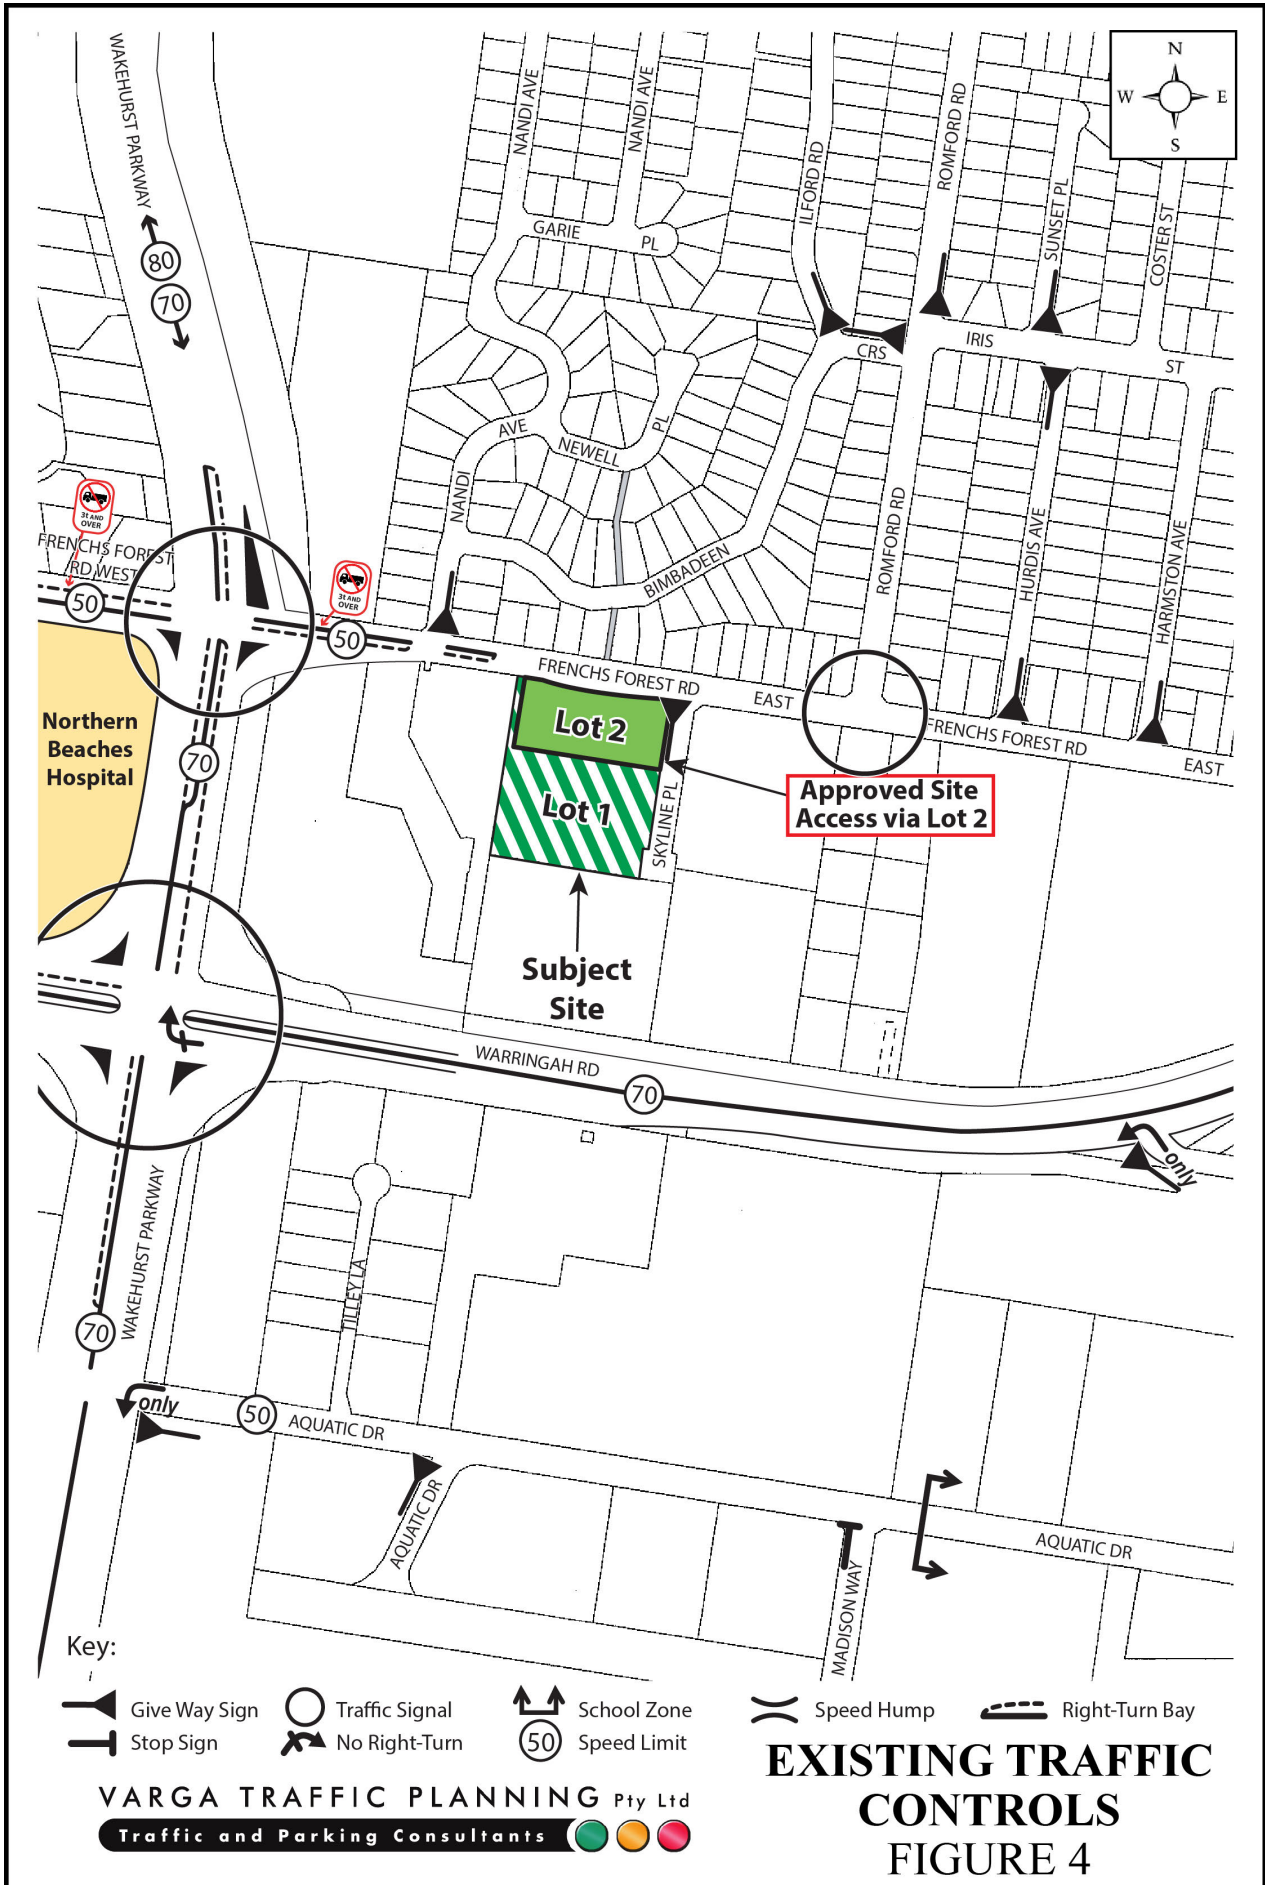 N
W E
S
WAKEHURST PARKWAY
NANDI AVE
NANDI AVE
ILFORD RD
ROMFORD RD
SUNSET PL
COSTER ST
GARIE PL
80
70
IRIS ST
CRS
AVE
NEWELL PL
NANDI
3t AND
OVER
FRENCHS FOREST
RD WEST
50
3t AND
OVER
50
BIMBADEEN
ROMFORD RD
HURDIS AVE
HARMSTON AVE
FRENCHS FOREST RD EAST
FRENCHS FOREST RD EAST
Northern
Beaches
Hospital
Lot 2
Lot 1
70
SKYLINE PL
Approved Site
Access via Lot 2
Subject
Site
WARRINGAH RD
70
only
WAKEHURST PARKWAY
TILLEY LA
70
only
50
AQUATIC DR
AQUATIC DR
AQUATIC DR
MADISON WAY
Key:
Give Way Sign
Traffic Signal
School Zone
Speed Hump
Right-Turn Bay
Stop Sign
No Right-Turn
50 Speed Limit
EXISTING TRAFFIC
CONTROLS
FIGURE 4
VARGA TRAFFIC PLANNING Pty Ltd
Traffic and Parking Consultants